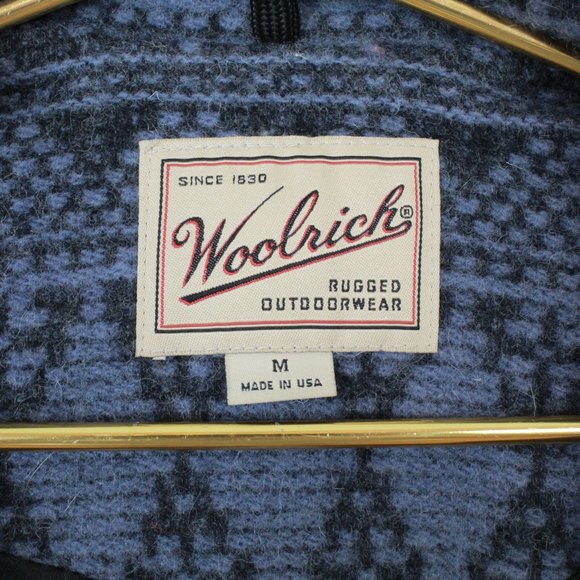 SINCE 1830
Woolrich®
RUGGED
OUTDOORWEAR
M
MADE IN USA